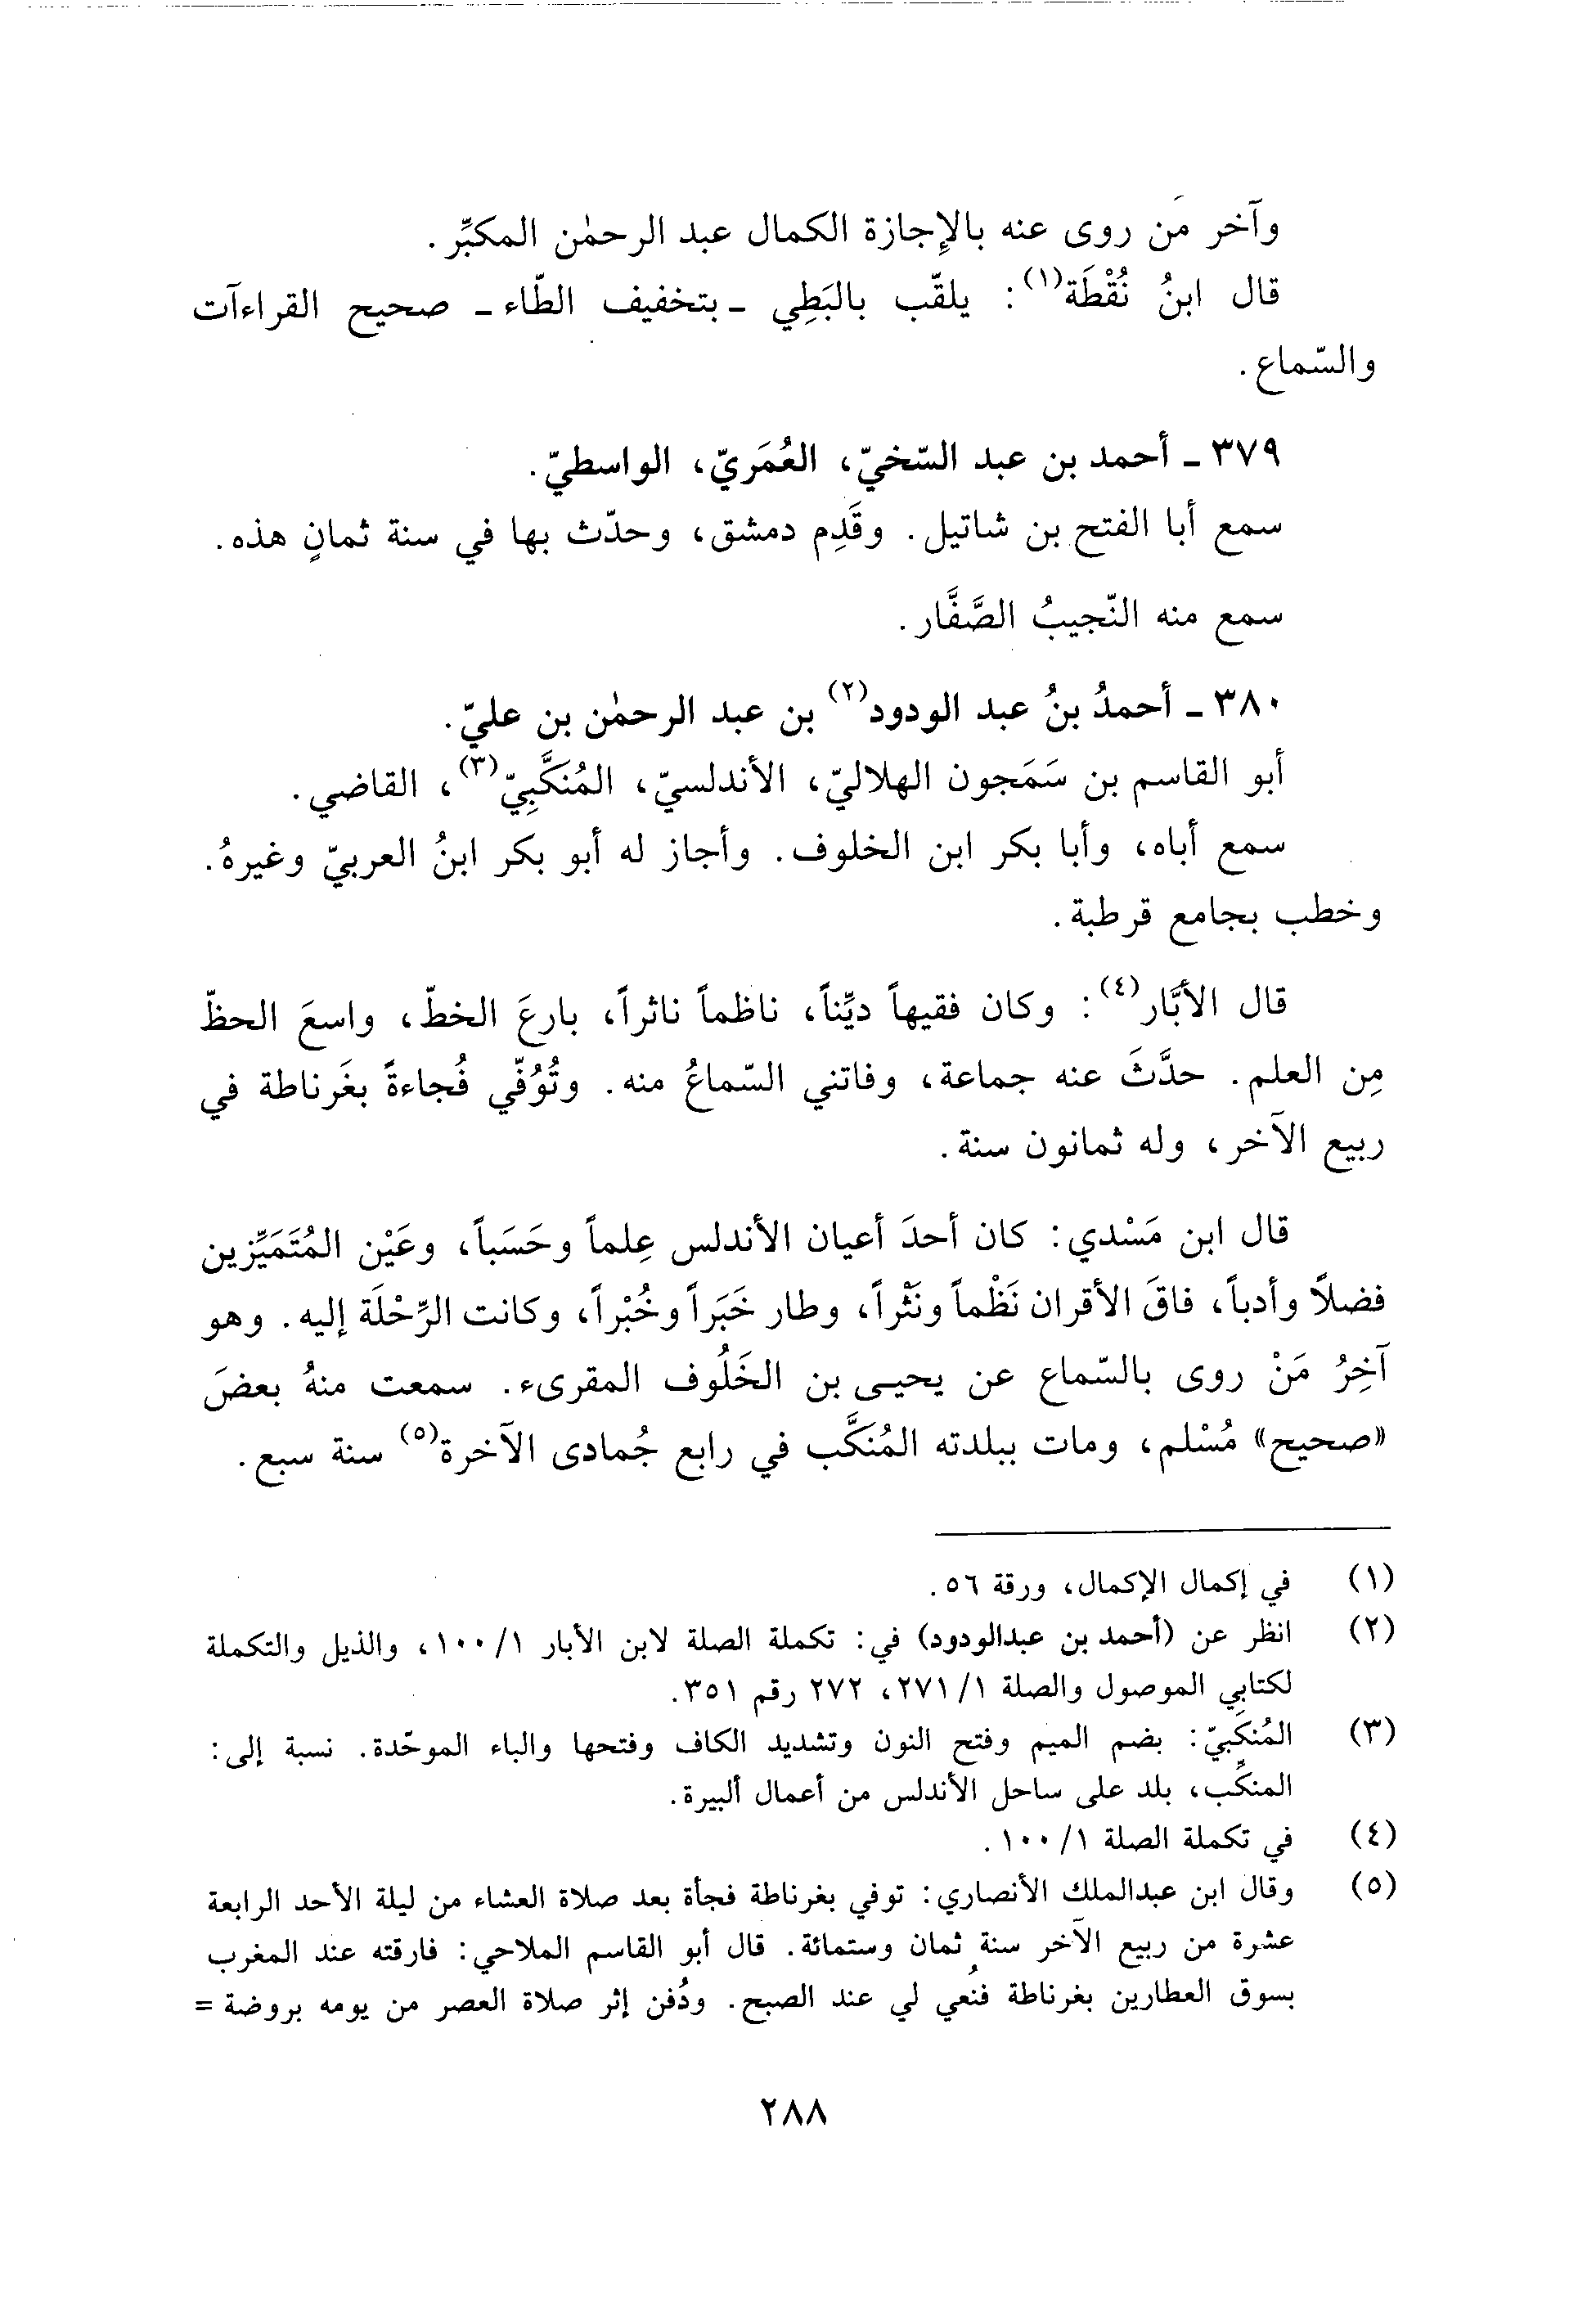 وآخر مَن روى عنه بالإِجازة الكمال عبد الرحمٰن المكبِّر.
قال ابنُ نُقْطَة(١): يلقّب بالبَطِي ـ بتخفيف الطّاء ـ صحيح القراءآت
والسّماع.
٣٧٩ ـ أحمد بن عبد السّخيّ، العُمَريّ، الواسطيّ.
سمع أبا الفتح بن شاتيل. وقَدِم دمشق، وحدّث بها في سنة ثمانٍ هذه.
سمع منه النّجيبُ الصَّفَّار.
٣٨٠ ـ أحمدُ بنُ عبد الودود(٢) بن عبد الرحمٰن بن عليّ.
أبو القاسم بن سَمَجون الهلاليّ، الأندلسيّ، المُنَكَّبِيّ(٣)، القاضي.
سمع أباه، وأبا بكر ابن الخلوف. وأجاز له أبو بكر ابنُ العربيّ وغيرهُ.
وخطب بجامع قرطبة.
قال الأبَّار(٤): وكان فقيهاً ديِّناً، ناظماً ناثراً، بارعَ الخطّ، واسعَ الحظّ
مِن العلم. حدَّثَ عنه جماعة، وفاتني السّماعُ منه. وتُوُفّي فُجاءةً بغَرناطة في
ربيع الآخر، وله ثمانون سنة.
قال ابن مَسْدي: كان أحدَ أعيان الأندلس عِلماً وحَسَباً، وعَيْن المُتَمَيِّزين
فضلاً وأدباً، فاقَ الأقران نَظْماً ونَثْراً، وطار خَبَراً وخُبْراً، وكانت الرِّحْلَة إليه. وهو
آخِرُ مَنْ روى بالسّماع عن يحيى بن الخَلُوف المقرىء. سمعت منهُ بعضَ
«صحيح» مُسْلم، ومات ببلدته المُنَكَّب في رابع جُمادى الآخرة(٥) سنة سبع.
(١) في إكمال الإكمال، ورقة ٥٦.
(٢) انظر عن (أحمد بن عبدالودود) في: تكملة الصلة لابن الأبار ١/١٠٠، والذيل والتكملة
لكتابي الموصول والصلة ١/٢٧١، ٢٧٢ رقم ٣٥١.
(٣) المُنكِّبيّ: بضم الميم وفتح النون وتشديد الكاف وفتحها والباء الموحّدة. نسبة إلى:
المنكّب، بلد على ساحل الأندلس من أعمال ألبيرة.
(٤) في تكملة الصلة ١/١٠٠.
(٥) وقال ابن عبدالملك الأنصاري: توفي بغرناطة فجأة بعد صلاة العشاء من ليلة الأحد الرابعة
عشرة من ربيع الآخر سنة ثمان وستمائة. قال أبو القاسم الملاحي: فارقته عند المغرب
بسوق العطارين بغرناطة فنُعي لي عند الصبح. ودُفن إثر صلاة العصر من يومه بروضة =
٢٨٨